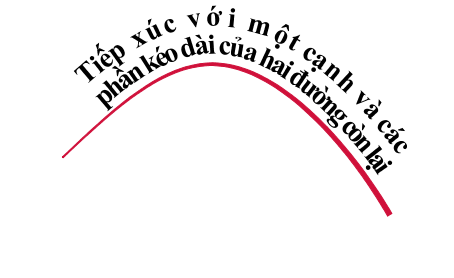 Tiếp xúc với một cạnh và các
phần kéo dài của hai đường còn lại